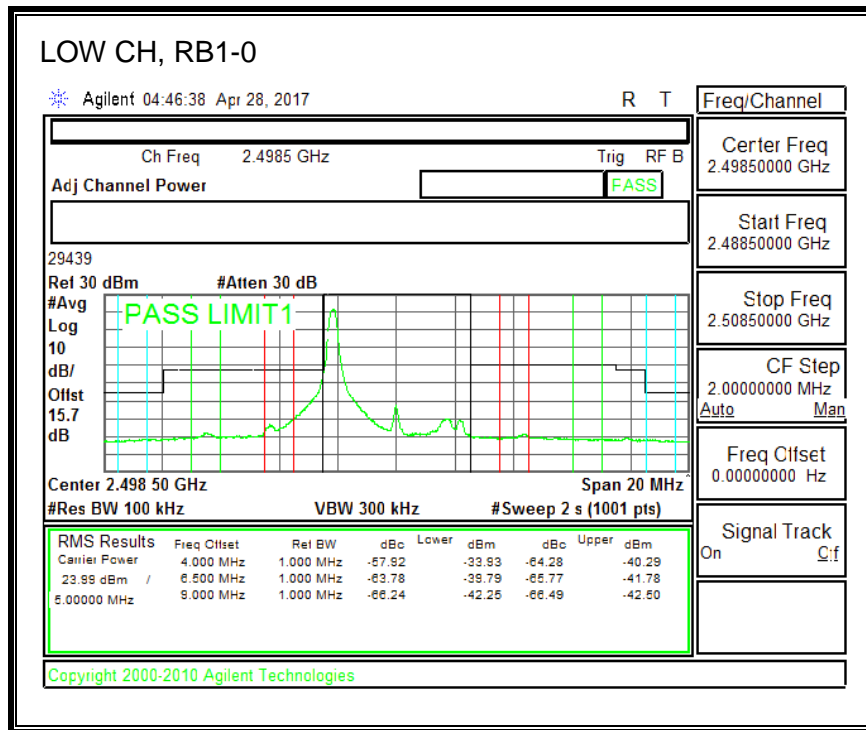 LOW CH, RB1-0
Agilent 04:46:38 Apr 28, 2017 R T
Freq/Channel
Ch Freq 2.4985 GHz Trig RF B
Adj Channel Power PASS
Center Freq
2.49850000 GHz
Start Freq
2.48850000 GHz
29439
Ref 30 dBm #Atten 30 dB
#Avg
Log
10
dB/
Offst
15.7
dB
PASS LIMIT1
Stop Freq
2.50850000 GHz
CF Step
2.00000000 MHz
Auto Man
Freq Offset
0.00000000 Hz
Center 2.498 50 GHz Span 20 MHz
#Res BW 100 kHz VBW 300 kHz #Sweep 2 s (1001 pts)
Signal Track
On Off
RMS Results Freq Offset Ref BW dBc Lower dBm dBc Upper dBm
Carrier Power 4.000 MHz 1.000 MHz -57.92 -33.93 -64.28 -40.29
23.99 dBm / 6.500 MHz 1.000 MHz -63.78 -39.79 -65.77 -41.78
5.00000 MHz 9.000 MHz 1.000 MHz -66.24 -42.25 -66.49 -42.50
Copyright 2000-2010 Agilent Technologies